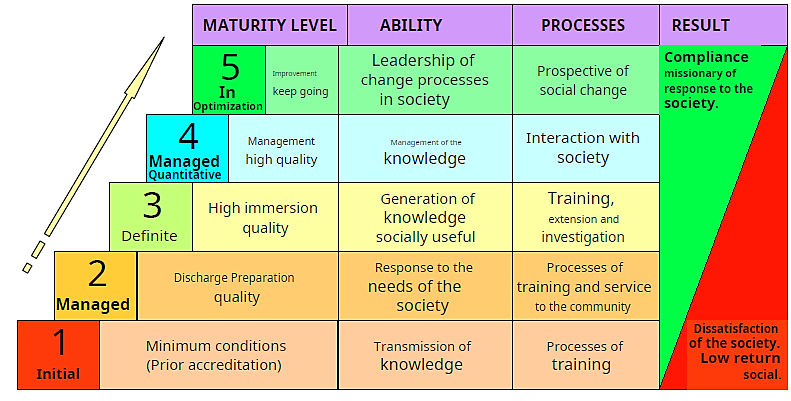 MATURITY LEVEL
ABILITY
PROCESSES
RESULT
5
In
Optimization
Improvement
keep going
Leadership of
change processes
in society
Prospective of
social change
Compliance
missionary of
response to the
society.
4
Managed
Quantitative
Management
high quality
Management of the
knowledge
Interaction with
society
3
Definite
High immersion
quality
Generation of
knowledge
socially useful
Training,
extension and
investigation
2
Managed
Discharge Preparation
quality
Response to the
needs of the
society
Processes of
training and service
to the community
1
Initial
Minimum conditions
(Prior accreditation)
Transmission of
knowledge
Processes of
training
Dissatisfaction
of the society.
Low return
social.